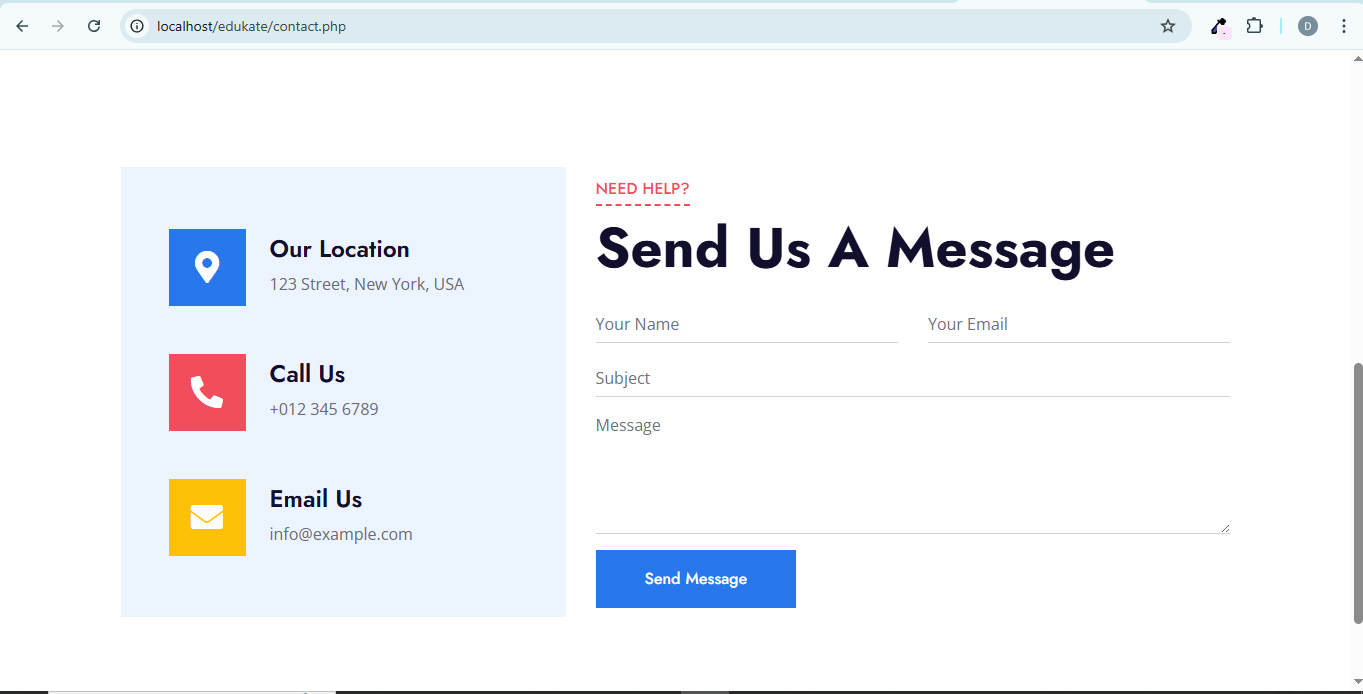 localhost/edukate/contact.php
D
Our Location
123 Street, New York, USA
Call Us
+012 345 6789
Email Us
info@example.com
NEED HELP?
Send Us A Message
Your Name
Your Email
Subject
Message
Send Message